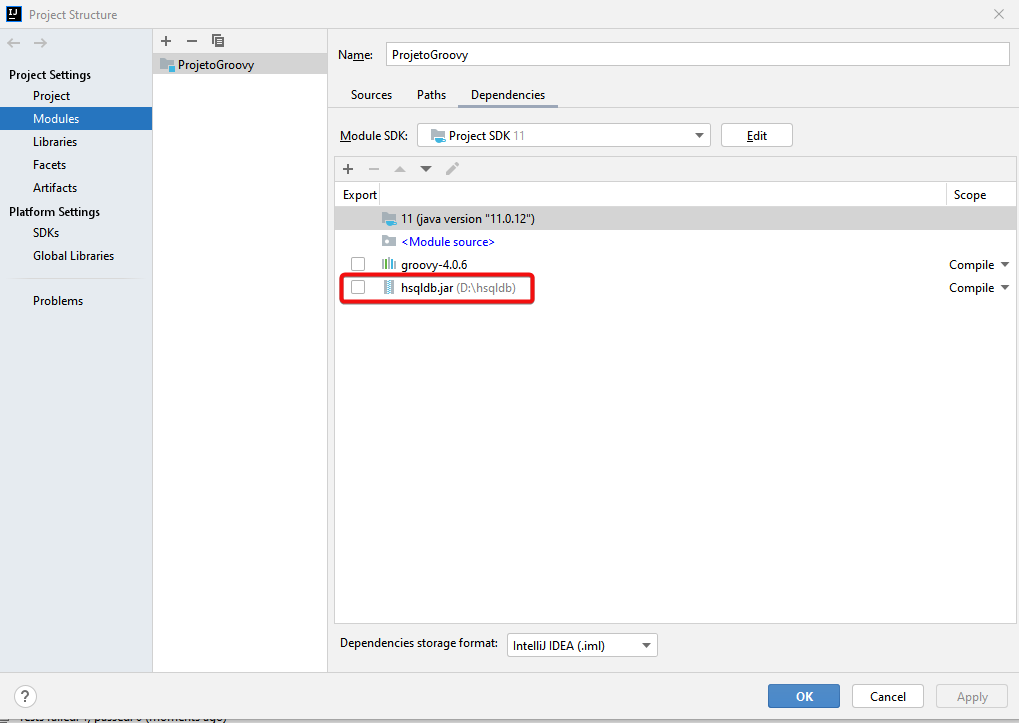 Project Structure
Project Settings
Project
Modules
Libraries
Facets
Artifacts
Platform Settings
SDKs
Global Libraries
Problems
ProjetoGroovy
Name: ProjetoGroovy
Sources Paths Dependencies
Module SDK: Project SDK 11 Edit
Export Scope
11 (java version "11.0.12")
<Module source>
groovy-4.0.6 Compile
hsqldb.jar (D:\hsqldb) Compile
Dependencies storage format: IntelliJ IDEA (.iml)
? OK Cancel Apply
(moments ago)